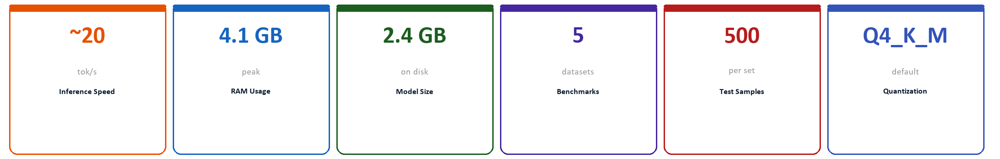 ~20
tok/s
Inference Speed
4.1 GB
peak
RAM Usage
2.4 GB
on disk
Model Size
5
datasets
Benchmarks
500
per set
Test Samples
Q4_K_M
default
Quantization